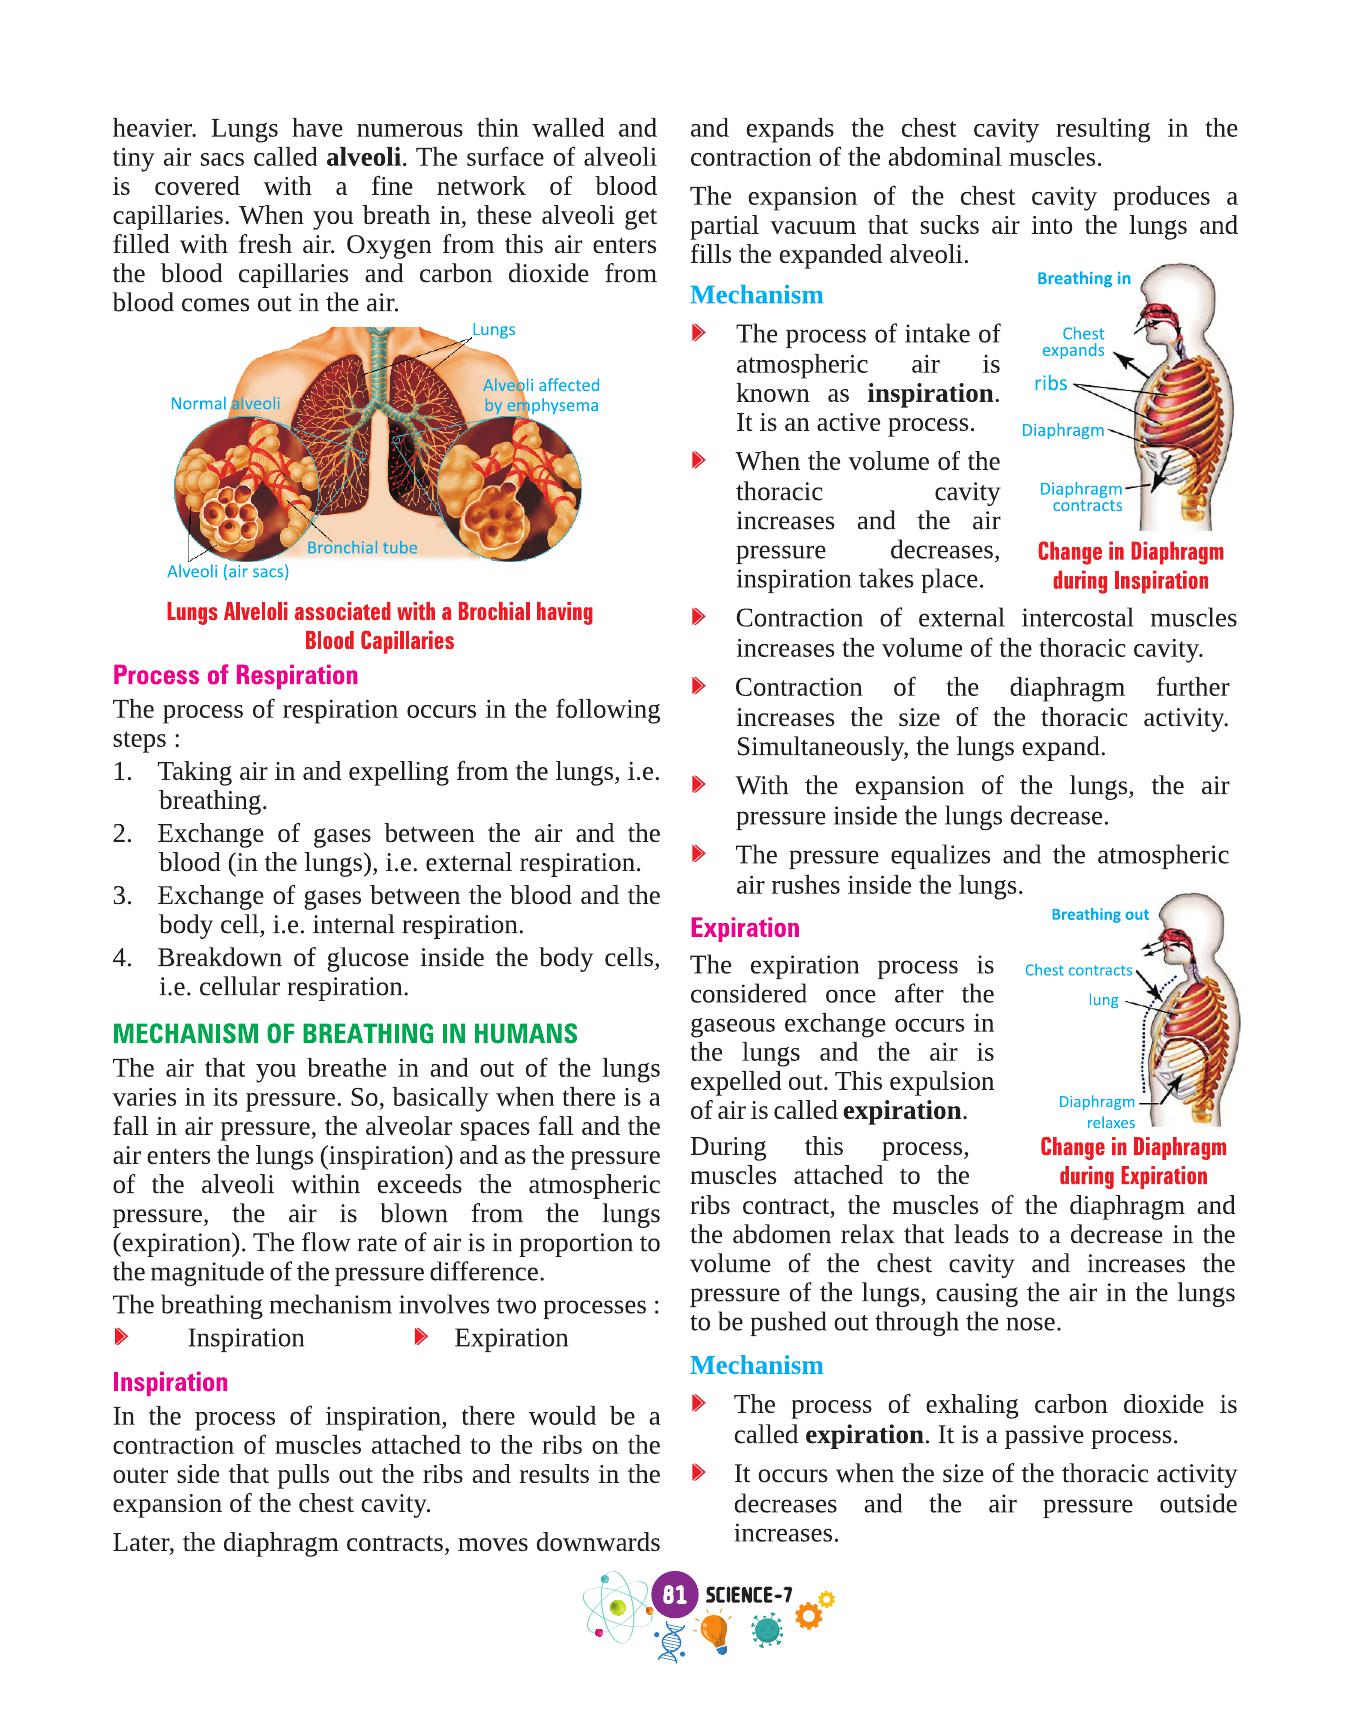 heavier. Lungs have numerous thin walled and
tiny air sacs called alveoli. The surface of alveoli
is covered with a fine network of blood
capillaries. When you breath in, these alveoli get
filled with fresh air. Oxygen from this air enters
the blood capillaries and carbon dioxide from
blood comes out in the air.
Lungs
Alveoli affected
by emphysema
Normal alveoli
Bronchial tube
Alveoli (air sacs)
Lungs Alveloli associated with a Brochial having
Blood Capillaries
Process of Respiration
The process of respiration occurs in the following
steps :
1. Taking air in and expelling from the lungs, i.e.
breathing.
2. Exchange of gases between the air and the
blood (in the lungs), i.e. external respiration.
3. Exchange of gases between the blood and the
body cell, i.e. internal respiration.
4. Breakdown of glucose inside the body cells,
i.e. cellular respiration.
MECHANISM OF BREATHING IN HUMANS
The air that you breathe in and out of the lungs
varies in its pressure. So, basically when there is a
fall in air pressure, the alveolar spaces fall and the
air enters the lungs (inspiration) and as the pressure
of the alveoli within exceeds the atmospheric
pressure, the air is blown from the lungs
(expiration). The flow rate of air is in proportion to
the magnitude of the pressure difference.
The breathing mechanism involves two processes :
Inspiration Expiration
Inspiration
In the process of inspiration, there would be a
contraction of muscles attached to the ribs on the
outer side that pulls out the ribs and results in the
expansion of the chest cavity.
Later, the diaphragm contracts, moves downwards
and expands the chest cavity resulting in the
contraction of the abdominal muscles.
The expansion of the chest cavity produces a
partial vacuum that sucks air into the lungs and
fills the expanded alveoli.
Mechanism
The process of intake of
atmospheric air is
known as inspiration.
It is an active process.
When the volume of the
thoracic cavity
increases and the air
pressure decreases,
inspiration takes place.
Breathing in
Chest
expands
ribs
Diaphragm
Diaphragm
contracts
Change in Diaphragm
during Inspiration
Contraction of external intercostal muscles
increases the volume of the thoracic cavity.
Contraction of the diaphragm further
increases the size of the thoracic activity.
Simultaneously, the lungs expand.
With the expansion of the lungs, the air
pressure inside the lungs decrease.
The pressure equalizes and the atmospheric
air rushes inside the lungs.
Expiration
The expiration process is
considered once after the
gaseous exchange occurs in
the lungs and the air is
expelled out. This expulsion
of air is called expiration.
Breathing out
Chest contracts
lung
Diaphragm
relaxes
Change in Diaphragm
during Expiration
During this process,
muscles attached to the
ribs contract, the muscles of the diaphragm and
the abdomen relax that leads to a decrease in the
volume of the chest cavity and increases the
pressure of the lungs, causing the air in the lungs
to be pushed out through the nose.
Mechanism
The process of exhaling carbon dioxide is
called expiration. It is a passive process.
It occurs when the size of the thoracic activity
decreases and the air pressure outside
increases.
81 SCIENCE-7